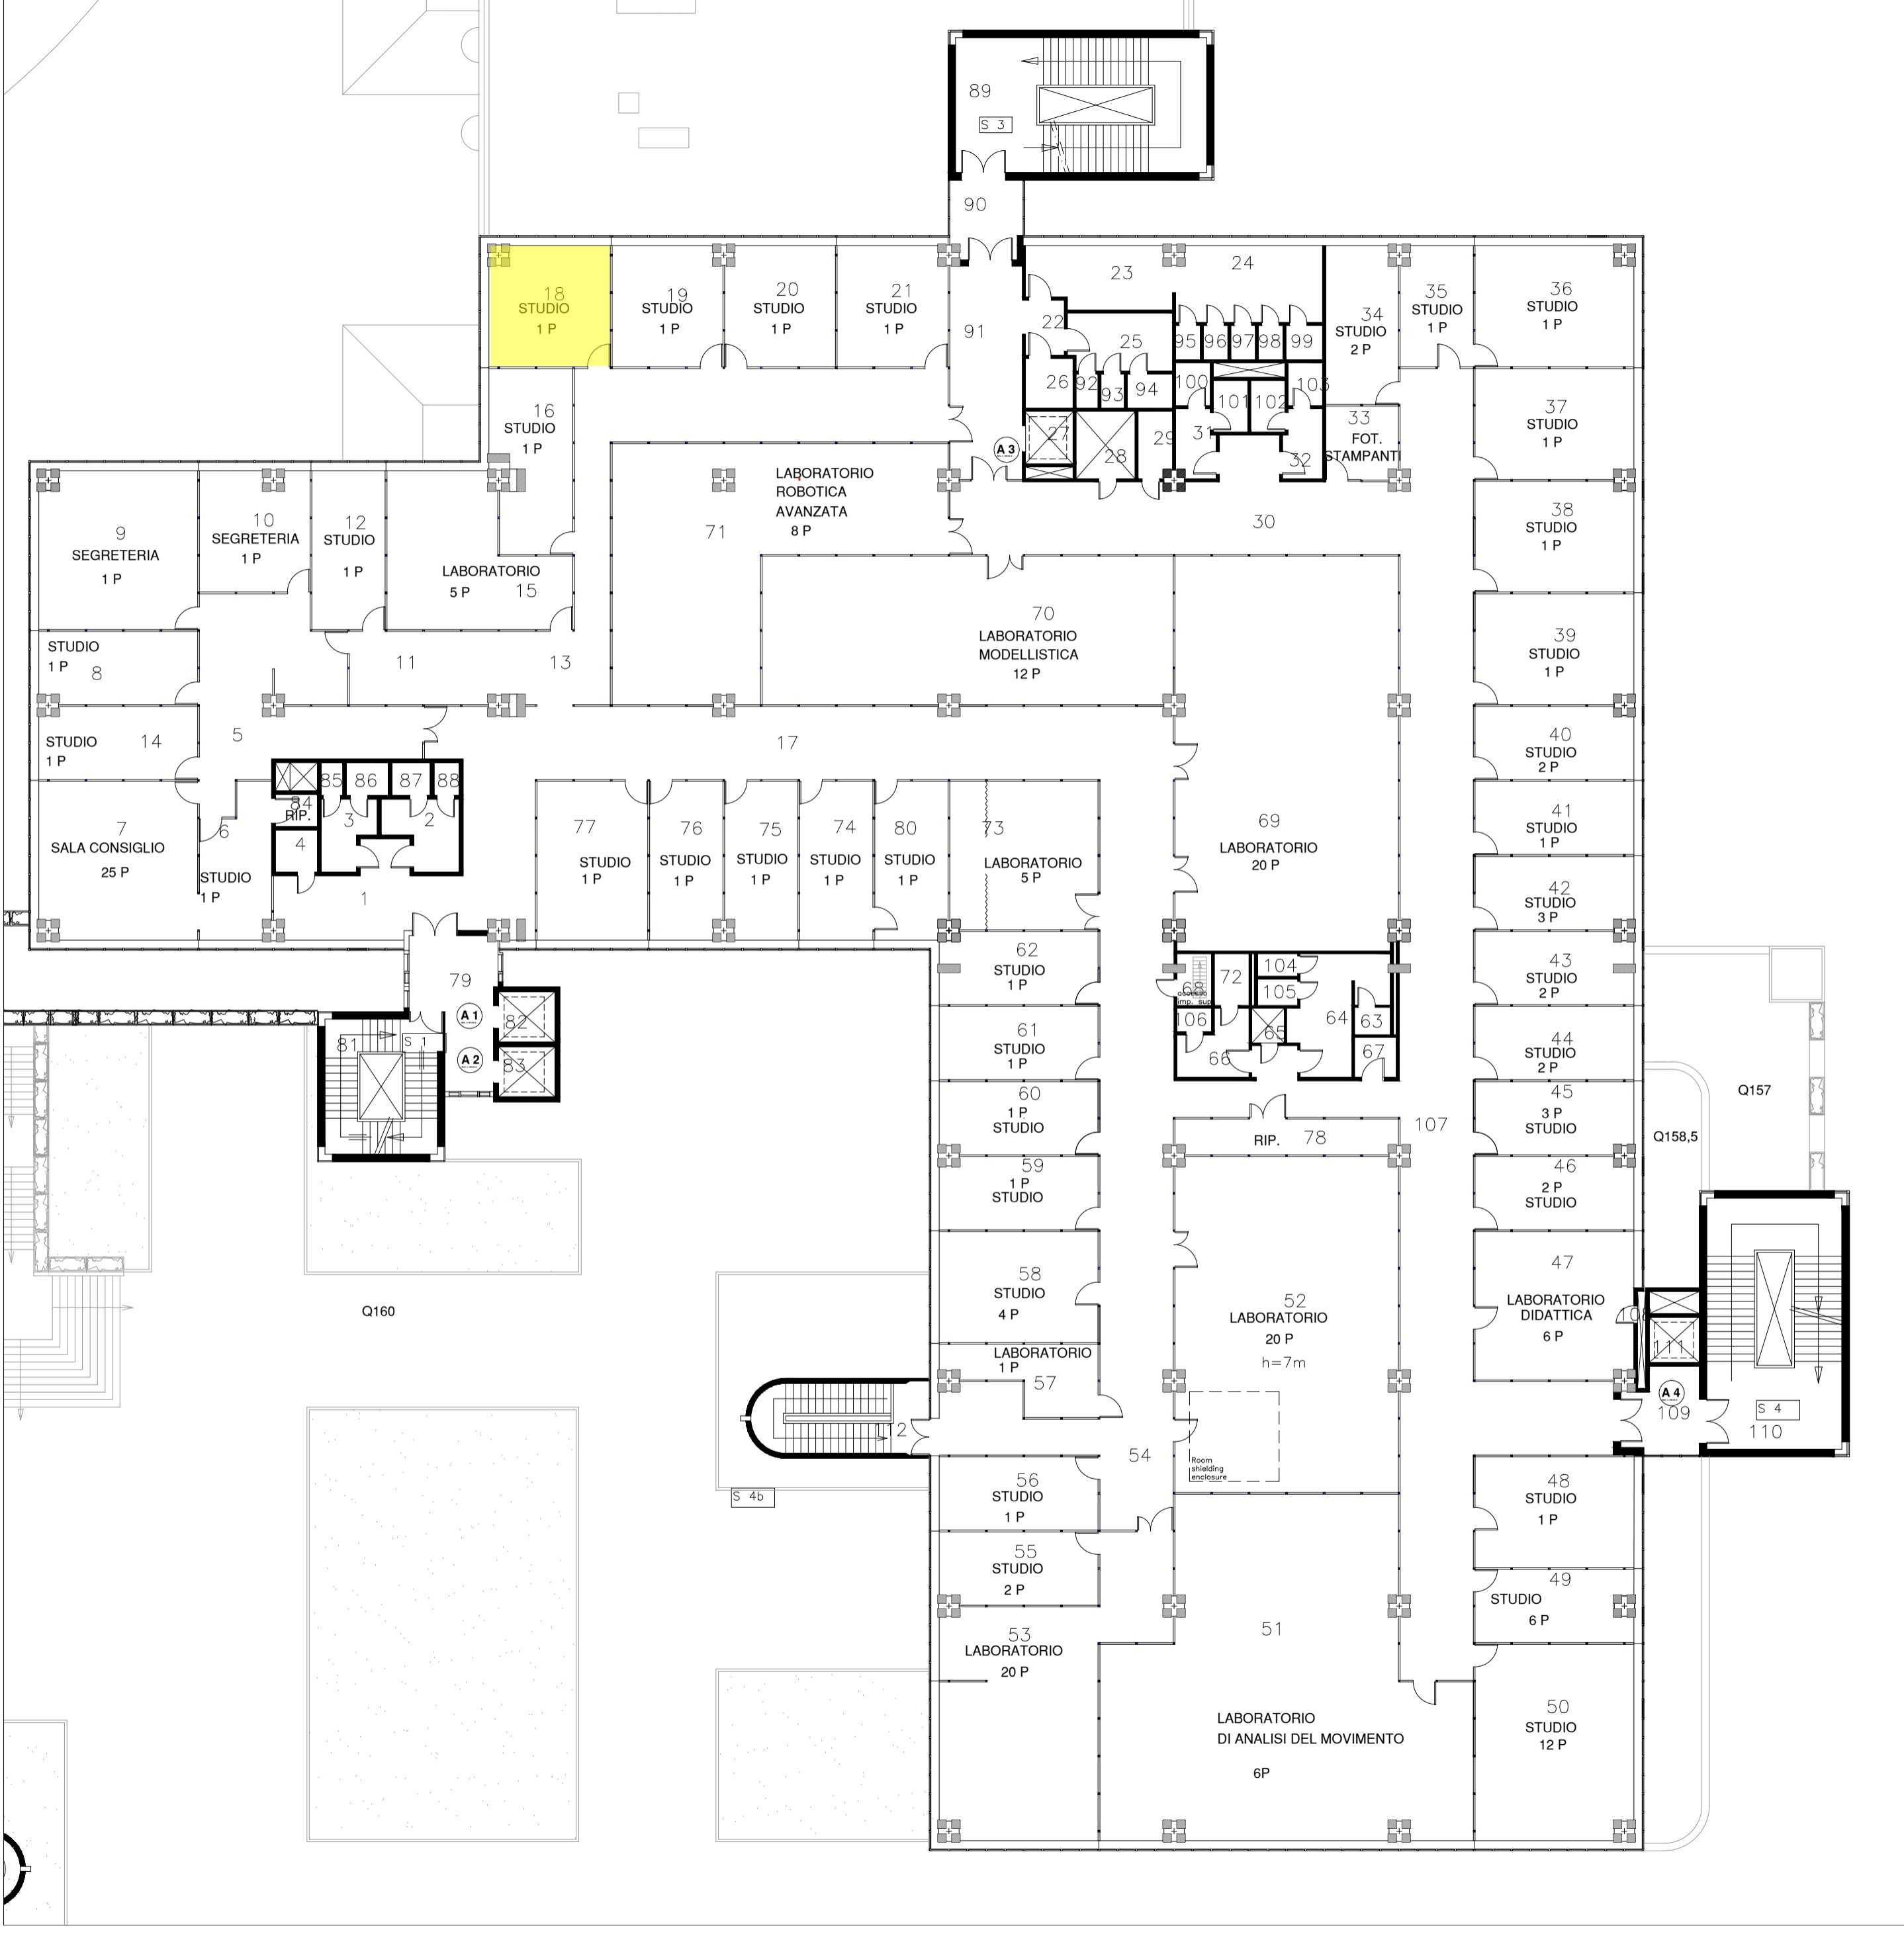 89
S 3
90
18
STUDIO
1 P
19
STUDIO
1 P
20
STUDIO
1 P
21
STUDIO
1 P
91
22
23
24
25
26
27
28
29
92
93
94
95
96
97
98
99
100
101
102
103
31
32
A 3
34
STUDIO
2 P
33
FOT.
STAMPANTI
35
STUDIO
1 P
36
STUDIO
1 P
37
STUDIO
1 P
38
STUDIO
1 P
39
STUDIO
1 P
40
STUDIO
2 P
41
STUDIO
1 P
42
STUDIO
3 P
43
STUDIO
2 P
44
STUDIO
2 P
45
3 P
STUDIO
46
2 P
STUDIO
47
LABORATORIO
DIDATTICA
6 P
16
STUDIO
1 P
9
SEGRETERIA
1 P
10
SEGRETERIA
1 P
12
STUDIO
1 P
LABORATORIO
5 P
15
LABORATORIO
ROBOTICA
AVANZATA
8 P
71
30
70
LABORATORIO
MODELLISTICA
12 P
STUDIO
1 P
8
11
13
STUDIO
14
1 P
5
17
7
SALA CONSIGLIO
25 P
6
STUDIO
1 P
84
RIP.
4
85
86
87
88
3
2
1
77
STUDIO
1 P
76
STUDIO
1 P
75
STUDIO
1 P
74
STUDIO
1 P
80
STUDIO
1 P
73
LABORATORIO
5 P
69
LABORATORIO
20 P
79
A 1
A 2
82
83
81
S 1
62
STUDIO
1 P
61
STUDIO
1 P
60
1 P
STUDIO
59
1 P
STUDIO
58
STUDIO
4 P
LABORATORIO
1 P
57
68
imp. sup.
72
104
105
106
65
66
64
63
67
RIP.
78
107
52
LABORATORIO
20 P
h=7m
Room
shielding
enclosure
Q157
Q158,5
Q160
111
A 4
109
S 4
110
12
S 4b
54
56
STUDIO
1 P
55
STUDIO
2 P
53
LABORATORIO
20 P
51
LABORATORIO
DI ANALISI DEL MOVIMENTO
6P
48
STUDIO
1 P
49
STUDIO
6 P
50
STUDIO
12 P